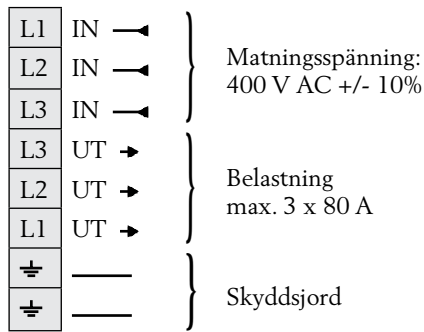 L1 IN
L2 IN
L3 IN
Matningsspänning:
400 V AC +/- 10%
L3 UT
L2 UT
L1 UT
Belastning
max. 3 x 80 A
Skyddsjord